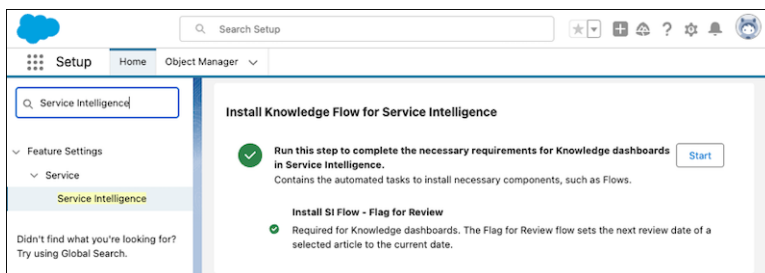 Search Setup
Setup
Home
Object Manager
Service Intelligence
Feature Settings
Service
Service Intelligence
Didn't find what you're looking for?
Try using Global Search.
Install Knowledge Flow for Service Intelligence
Run this step to complete the necessary requirements for Knowledge dashboards
in Service Intelligence.
Contains the automated tasks to install necessary components, such as Flows.
Start
Install SI Flow - Flag for Review
Required for Knowledge dashboards. The Flag for Review flow sets the next review date of a
selected article to the current date.